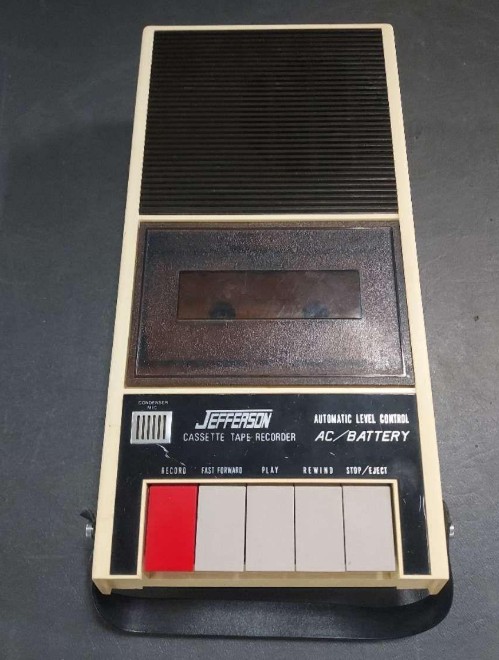 CONDENSER
MIC
JEFFERSON
CASSETTE TAPE RECORDER
AUTOMATIC LEVEL CONTROL
AC/BATTERY
RECORD FAST FORWARD PLAY REWIND STOP/EJECT